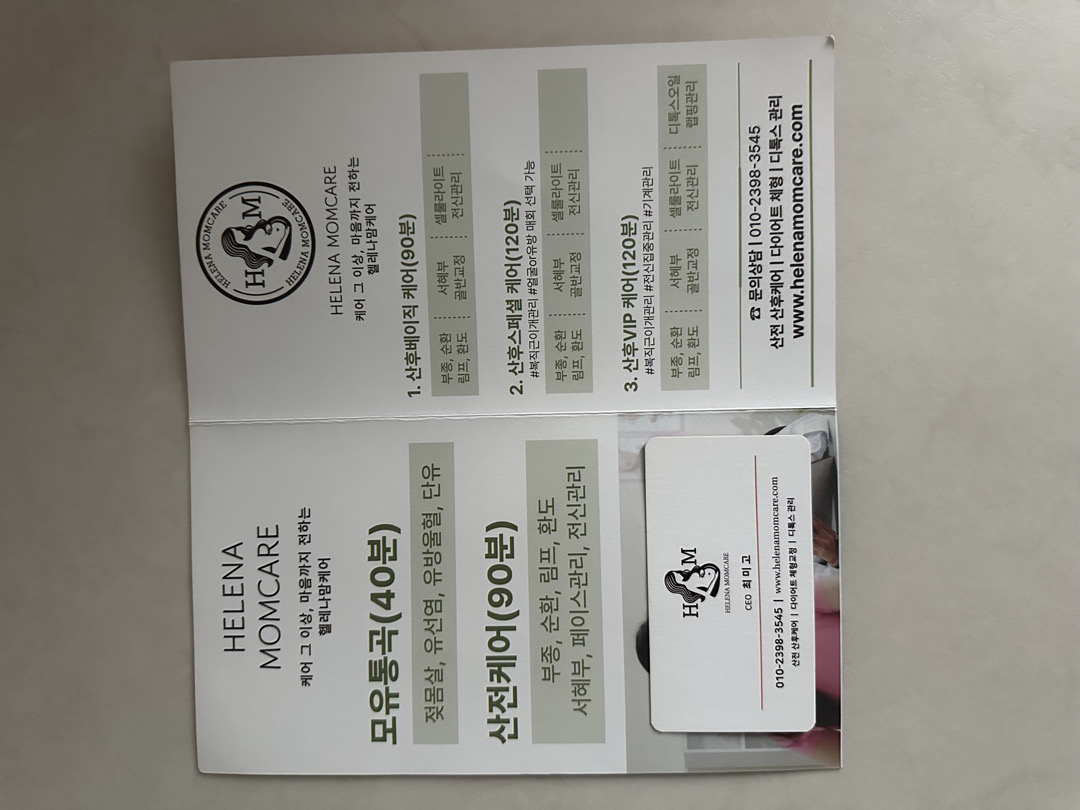 HELENA
MOMCARE
케어 그 이상, 마음까지 전하는
헬레나맘케어
모유통곡(40분)
젖몸살, 유선염, 유방울혈, 단유
산전케어(90분)
부종, 순환, 림프, 환도
서혜부, 페이스관리, 전신관리
H M
HELENA MOMCARE
CEO 최미고
010-2398-3545 | www.helenamomcare.com
산전 산후케어 | 다이어트 체형교정 | 디톡스 관리
HELENA MOMCARE
H M
HELENA MOMCARE
HELENA MOMCARE
케어 그 이상, 마음까지 전하는
헬레나맘케어
1. 산후베이직 케어(90분)
부종, 순환 서혜부 셀룰라이트
림프, 환도 골반교정 전신관리
2. 산후스페셜 케어(120분)
#복직근이개관리 #얼굴or유방 매회 선택 가능
부종, 순환 서혜부 셀룰라이트
림프, 환도 골반교정 전신관리
3. 산후VIP 케어(120분)
#복직근이개관리 #전신집중관리 #기계관리
부종, 순환 서혜부 셀룰라이트 디톡스오일
림프, 환도 골반교정 전신관리 랩핑관리
☎ 문의상담 | 010-2398-3545
산전 산후케어 | 다이어트 체형 | 디톡스 관리
www.helenamomcare.com